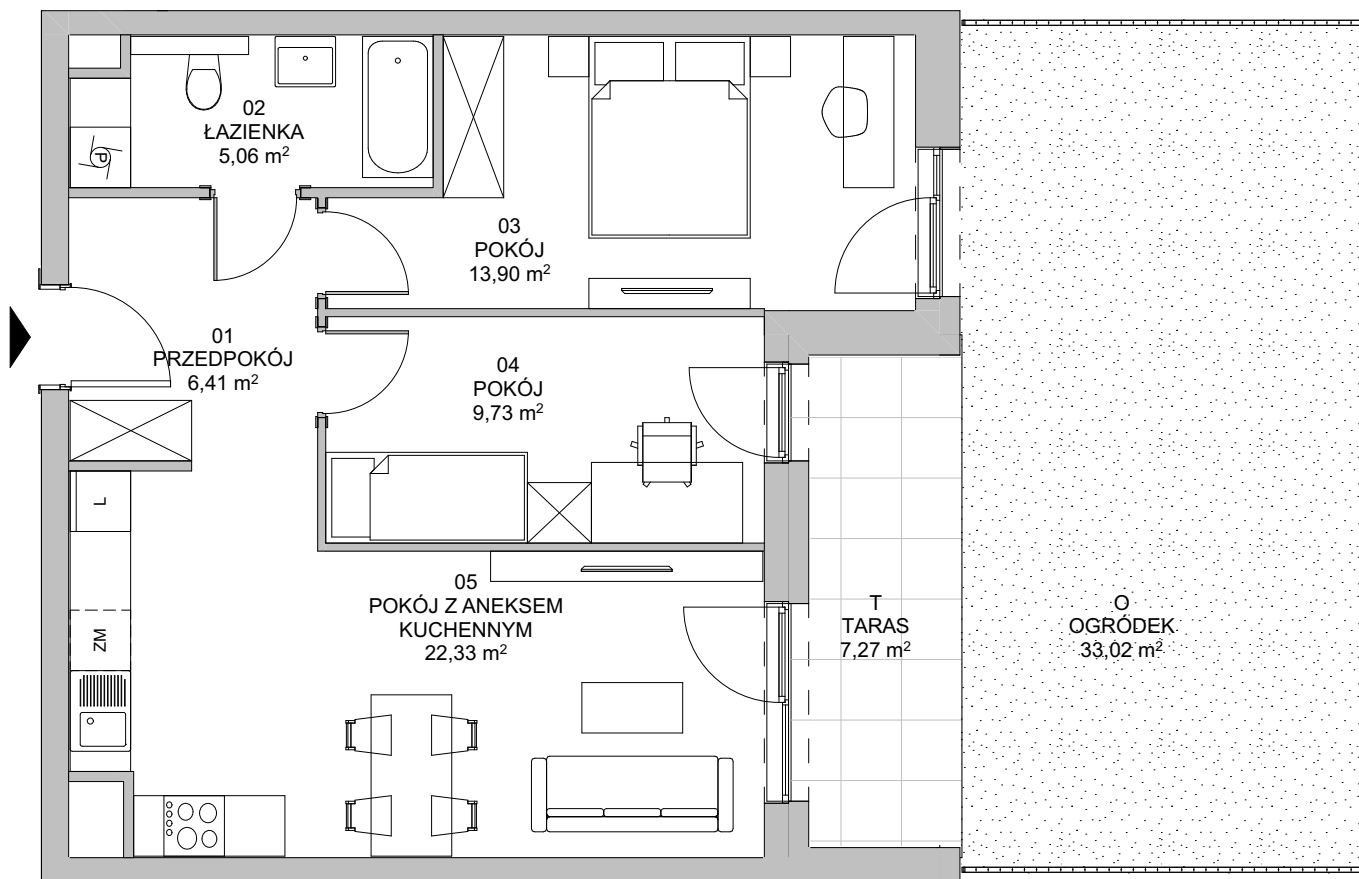 02
ŁAZIENKA
5,06 m²
P
03
POKÓJ
13,90 m²
01
PRZEDPOKÓJ
6,41 m²
04
POKÓJ
9,73 m²
L
ZM
05
POKÓJ Z ANEKSEM
KUCHENNYM
22,33 m²
T
TARAS
7,27 m²
O
OGRÓDEK
33,02 m²